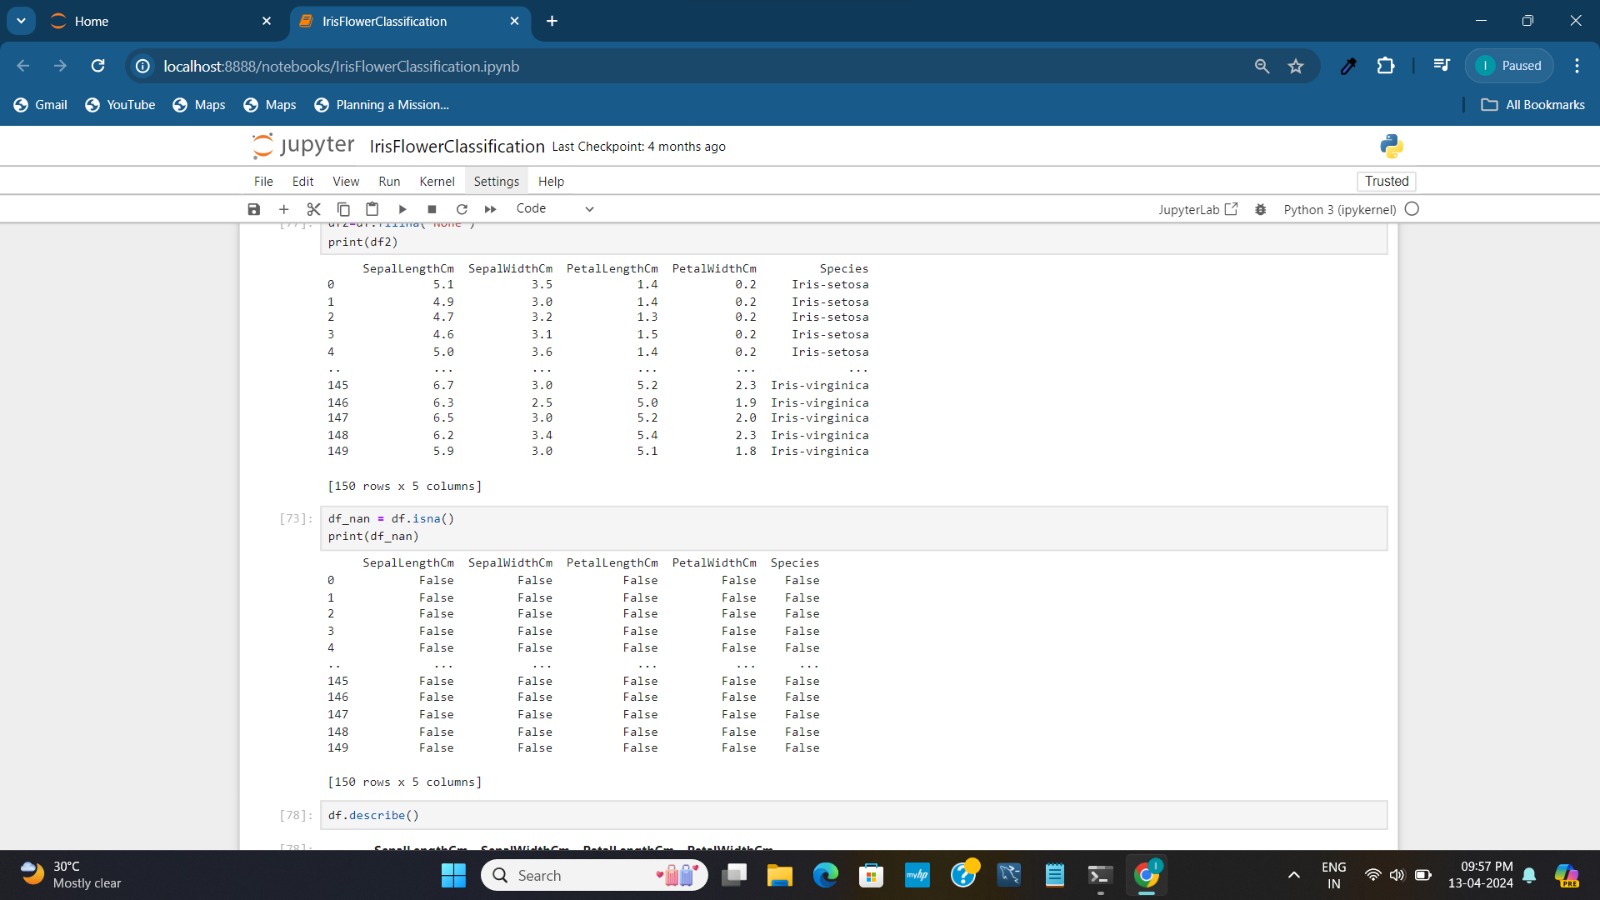 Home
IrisFlowerClassification
localhost:8888/notebooks/IrisFlowerClassification.ipynb
Paused
Gmail YouTube Maps Maps Planning a Mission... All Bookmarks
jupyter IrisFlowerClassification Last Checkpoint: 4 months ago
File Edit View Run Kernel Settings Help Trusted
Code JupyterLab Python 3 (ipykernel)
[77]: df2=df.fillna('None')
print(df2)
SepalLengthCm SepalWidthCm PetalLengthCm PetalWidthCm Species
0 5.1 3.5 1.4 0.2 Iris-setosa
1 4.9 3.0 1.4 0.2 Iris-setosa
2 4.7 3.2 1.3 0.2 Iris-setosa
3 4.6 3.1 1.5 0.2 Iris-setosa
4 5.0 3.6 1.4 0.2 Iris-setosa
.. ... ... ... ... ...
145 6.7 3.0 5.2 2.3 Iris-virginica
146 6.3 2.5 5.0 1.9 Iris-virginica
147 6.5 3.0 5.2 2.0 Iris-virginica
148 6.2 3.4 5.4 2.3 Iris-virginica
149 5.9 3.0 5.1 1.8 Iris-virginica
[150 rows x 5 columns]
[73]: df_nan = df.isna()
print(df_nan)
SepalLengthCm SepalWidthCm PetalLengthCm PetalWidthCm Species
0 False False False False False
1 False False False False False
2 False False False False False
3 False False False False False
4 False False False False False
.. ... ... ... ... ...
145 False False False False False
146 False False False False False
147 False False False False False
148 False False False False False
149 False False False False False
[150 rows x 5 columns]
[78]: df.describe()
[78]: SepalLengthCm SepalWidthCm PetalLengthCm PetalWidthCm
30°C
Mostly clear
Search
myhp
ENG
IN
09:57 PM
13-04-2024
PRE